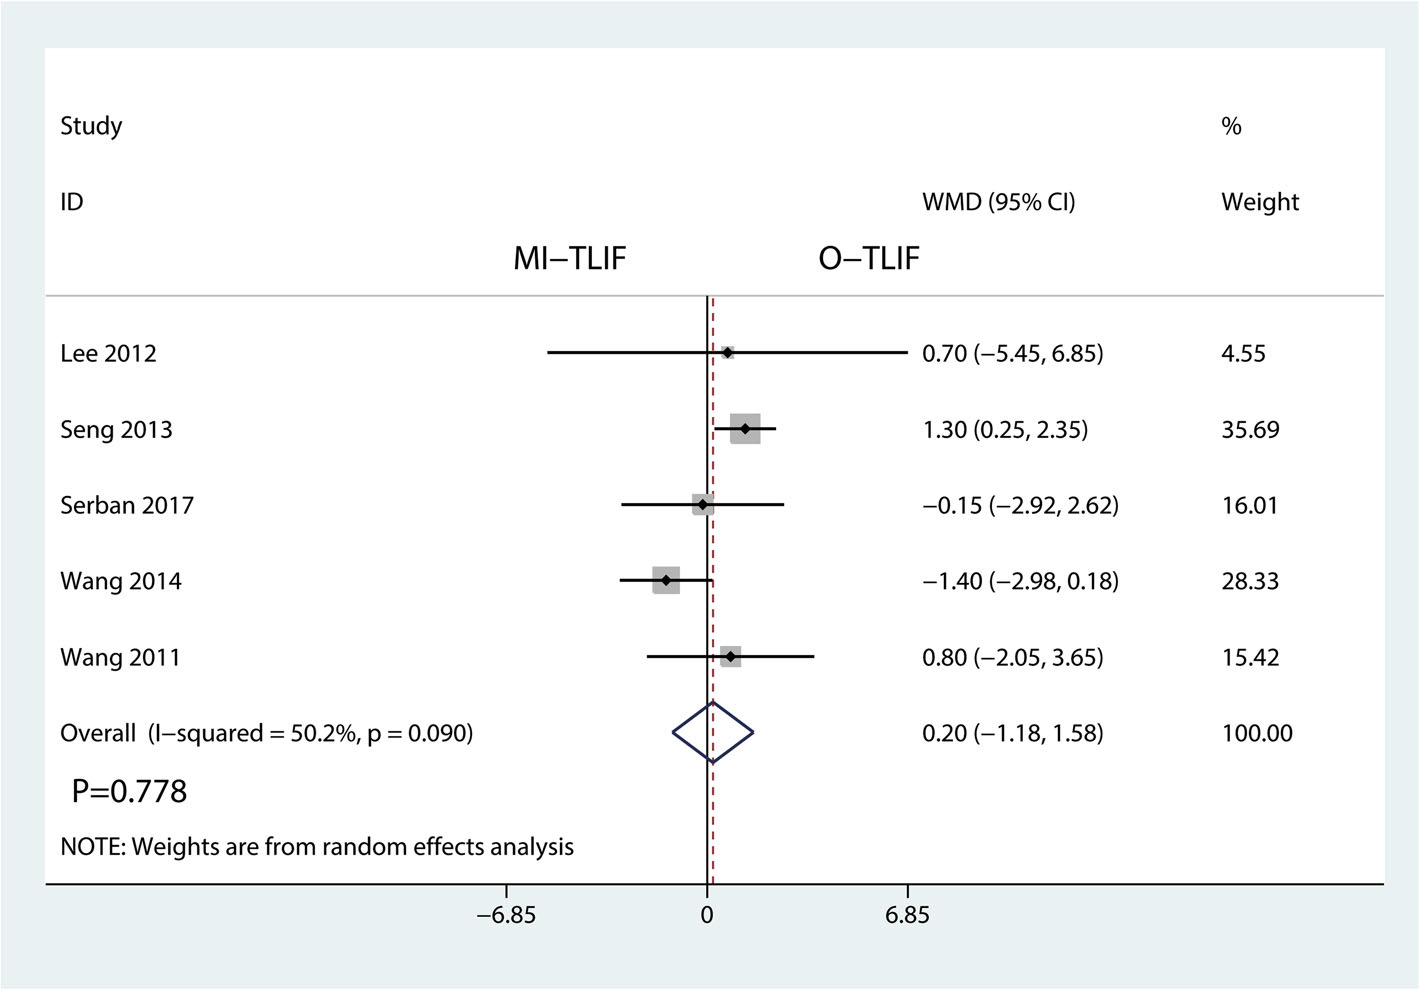 Study %
ID WMD (95% CI) Weight
MI−TLIF O−TLIF
Lee 2012 0.70 (−5.45, 6.85) 4.55
Seng 2013 1.30 (0.25, 2.35) 35.69
Serban 2017 −0.15 (−2.92, 2.62) 16.01
Wang 2014 −1.40 (−2.98, 0.18) 28.33
Wang 2011 0.80 (−2.05, 3.65) 15.42
Overall (I−squared = 50.2%, p = 0.090) 0.20 (−1.18, 1.58) 100.00
P=0.778
NOTE: Weights are from random effects analysis
−6.85 0 6.85